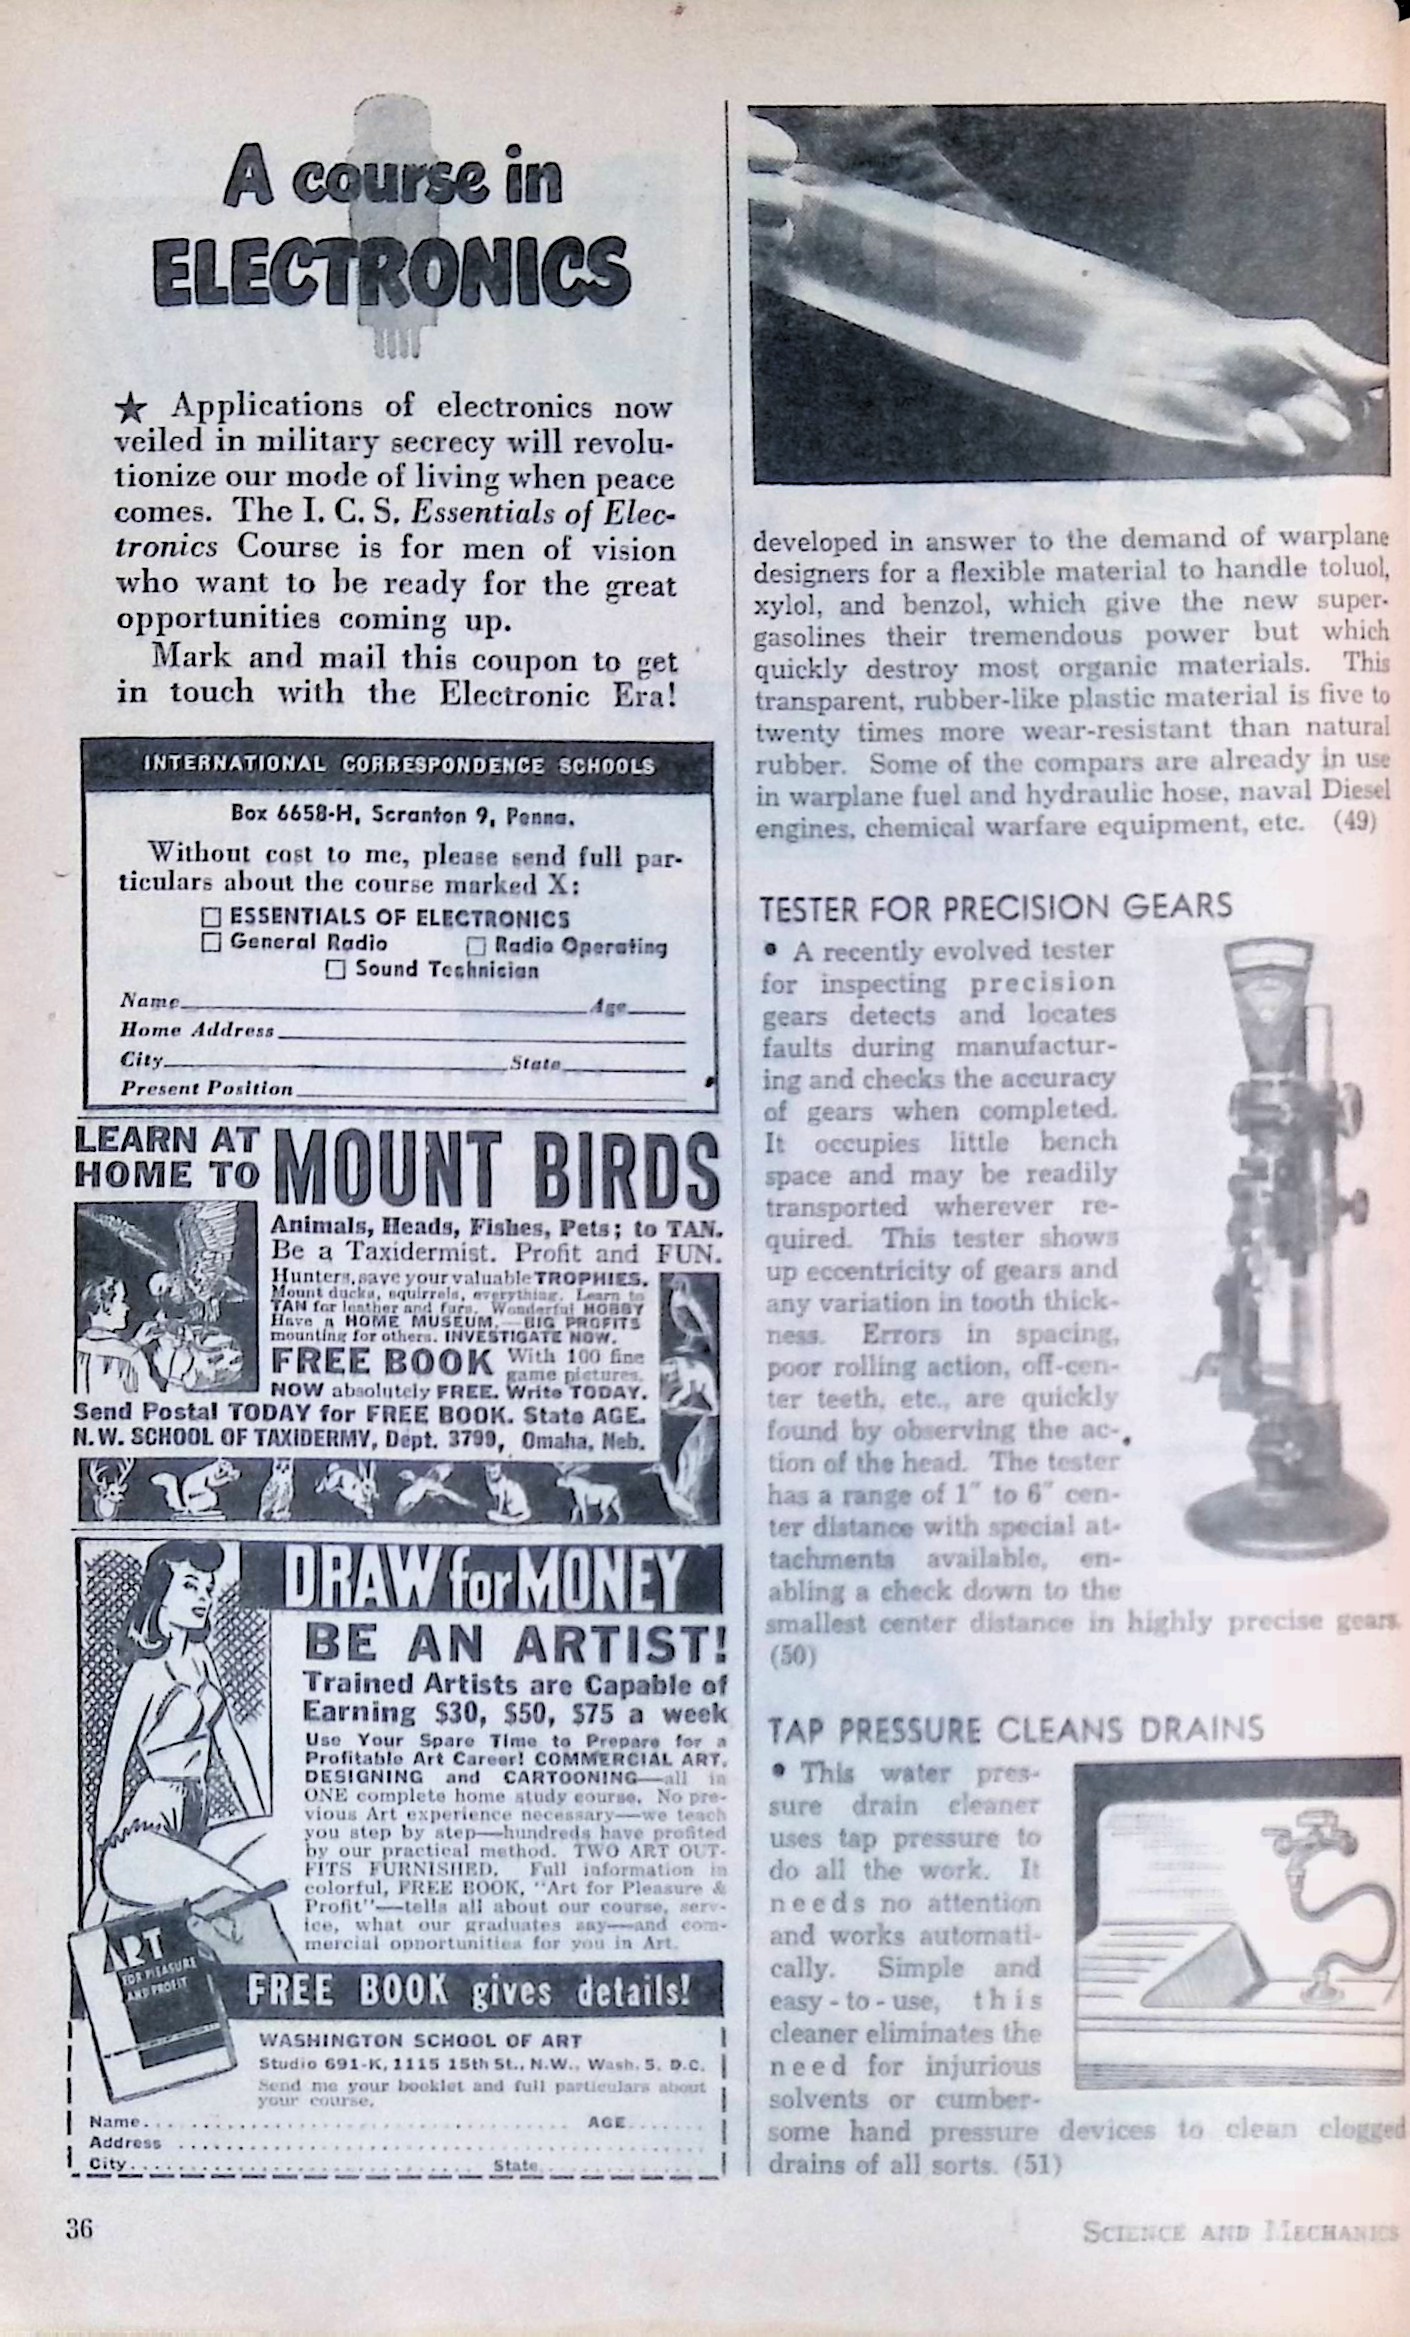 A course in
ELECTRONICS
★ Applications of electronics now
veiled in military secrecy will revolu-
tionize our mode of living when peace
comes. The I. C. S. Essentials of Elec-
tronics Course is for men of vision
who want to be ready for the great
opportunities coming up.
Mark and mail this coupon to get
in touch with the Electronic Era!
INTERNATIONAL CORRESPONDENCE SCHOOLS
Box 6658-H, Scranton 9, Penna.
Without cost to me, please send full par-
ticulars about the course marked X:
☐ ESSENTIALS OF ELECTRONICS
☐ General Radio ☐ Radio Operating
☐ Sound Technician
Name Age
Home Address
City State
Present Position
LEARN AT
HOME TO
MOUNT BIRDS
Animals, Heads, Fishes, Pets; to TAN.
Be a Taxidermist. Profit and FUN.
Hunters, save your valuable TROPHIES.
Mount ducks, squirrels, everything. Learn to
TAN for leather and furs. Wonderful HOBBY
Have a HOME MUSEUM.—BIG PROFITS
mounting for others. INVESTIGATE NOW.
FREE BOOK With 100 fine
game pictures.
NOW absolutely FREE. Write TODAY.
Send Postal TODAY for FREE BOOK. State AGE.
N.W. SCHOOL OF TAXIDERMY, Dept. 3799, Omaha, Neb.
DRAW for MONEY
BE AN ARTIST!
Trained Artists are Capable of
Earning $30, $50, $75 a week
Use Your Spare Time to Prepare for a
Profitable Art Career! COMMERCIAL ART,
DESIGNING and CARTOONING—all in
ONE complete home study course. No pre-
vious Art experience necessary—we teach
you step by step—hundreds have profited
by our practical method. TWO ART OUT-
FITS FURNISHED. Full information in
colorful, FREE BOOK, "Art for Pleasure &
Profit"—tells all about our course, serv-
ice, what our graduates say—and com-
mercial opportunities for you in Art.
ART
FOR PLEASURE
AND PROFIT
FREE BOOK gives details!
WASHINGTON SCHOOL OF ART
Studio 691-K, 1115 15th St., N.W., Wash. 5, D.C.
Send me your booklet and full particulars about
your course.
Name AGE
Address
City State
36
developed in answer to the demand of warplane
designers for a flexible material to handle toluol,
xylol, and benzol, which give the new super-
gasolines their tremendous power but which
quickly destroy most organic materials. This
transparent, rubber-like plastic material is five to
twenty times more wear-resistant than natural
rubber. Some of the compars are already in use
in warplane fuel and hydraulic hose, naval Diesel
engines, chemical warfare equipment, etc. (49)
TESTER FOR PRECISION GEARS
• A recently evolved tester
for inspecting precision
gears detects and locates
faults during manufactur-
ing and checks the accuracy
of gears when completed.
It occupies little bench
space and may be readily
transported wherever re-
quired. This tester shows
up eccentricity of gears and
any variation in tooth thick-
ness. Errors in spacing,
poor rolling action, off-cen-
ter teeth, etc., are quickly
found by observing the ac-
tion of the head. The tester
has a range of 1" to 6" cen-
ter distance with special at-
tachments available, en-
abling a check down to the
smallest center distance in highly precise gears.
(50)
TAP PRESSURE CLEANS DRAINS
• This water pres-
sure drain cleaner
uses tap pressure to
do all the work. It
needs no attention
and works automati-
cally. Simple and
easy-to-use, this
cleaner eliminates the
need for injurious
solvents or cumber-
some hand pressure devices to clean clogged
drains of all sorts. (51)
SCIENCE AND MECHANICS